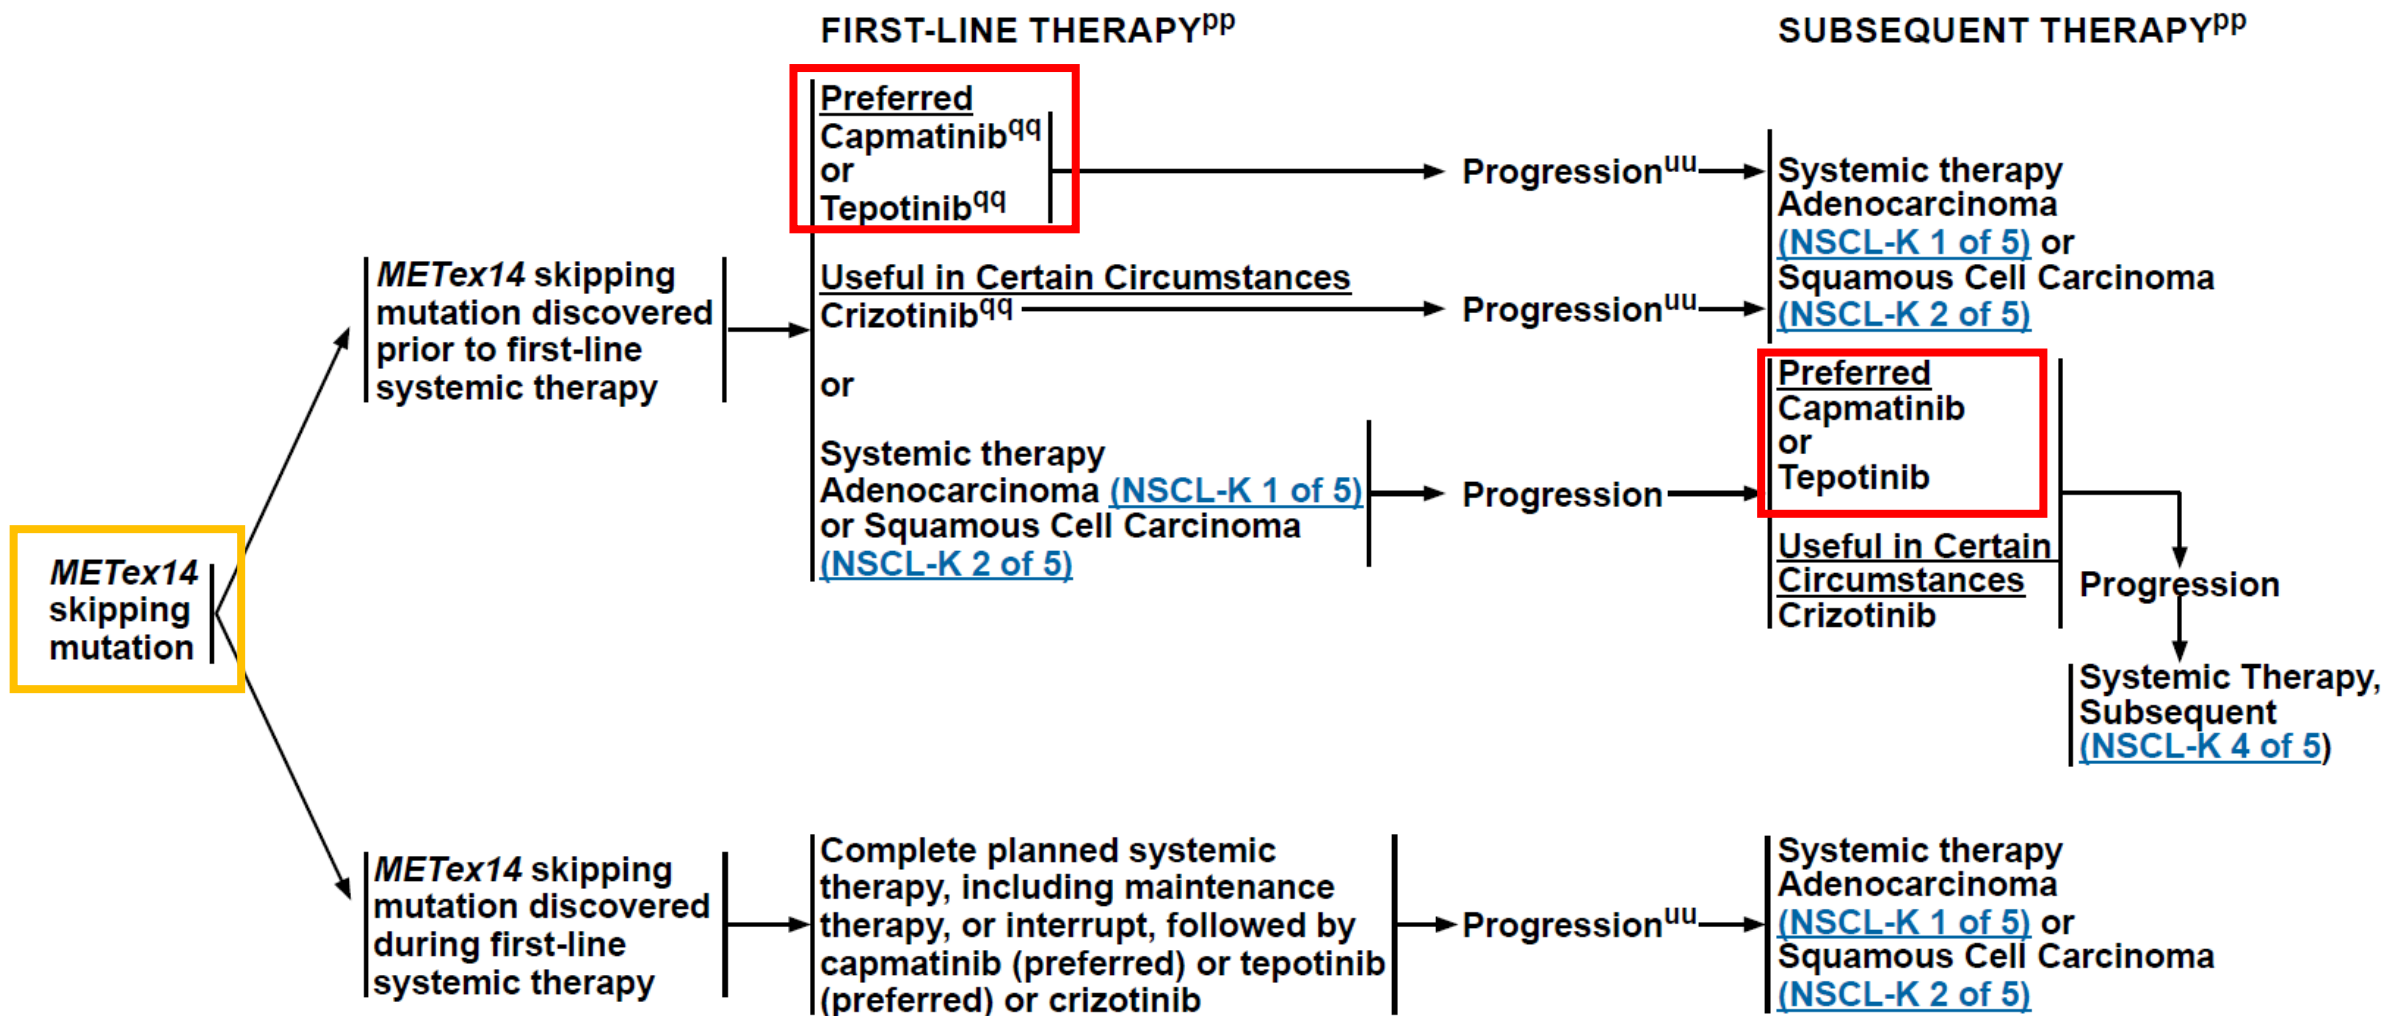 FIRST-LINE THERAPYpp
SUBSEQUENT THERAPYpp
METex14
skipping
mutation
METex14 skipping
mutation discovered
prior to first-line
systemic therapy
Preferred
Capmatinibqq
or
Tepotinibqq
Progressionuu
Useful in Certain Circumstances
Crizotinibqq
Progressionuu
or
Systemic therapy
Adenocarcinoma (NSCL-K 1 of 5)
or Squamous Cell Carcinoma
(NSCL-K 2 of 5)
Progression
Systemic therapy
Adenocarcinoma
(NSCL-K 1 of 5) or
Squamous Cell Carcinoma
(NSCL-K 2 of 5)
Preferred
Capmatinib
or
Tepotinib
Useful in Certain
Circumstances
Crizotinib
Progression
Systemic Therapy,
Subsequent
(NSCL-K 4 of 5)
METex14 skipping
mutation discovered
during first-line
systemic therapy
Complete planned systemic
therapy, including maintenance
therapy, or interrupt, followed by
capmatinib (preferred) or tepotinib
(preferred) or crizotinib
Progressionuu
Systemic therapy
Adenocarcinoma
(NSCL-K 1 of 5) or
Squamous Cell Carcinoma
(NSCL-K 2 of 5)